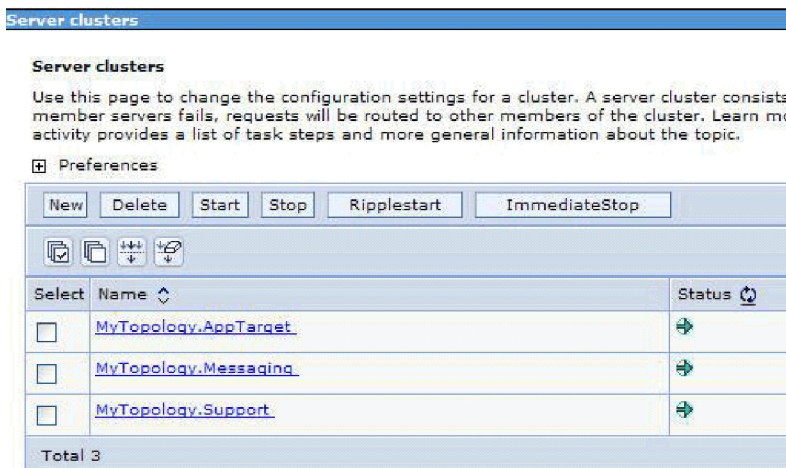 Server clusters
Server clusters
Use this page to change the configuration settings for a cluster. A server cluster consists
member servers fails, requests will be routed to other members of the cluster. Learn mo
activity provides a list of task steps and more general information about the topic.
Preferences
New Delete Start Stop Ripplestart ImmediateStop
Select Name Status
MyTopology.AppTarget
MyTopology.Messaging
MyTopology.Support
Total 3